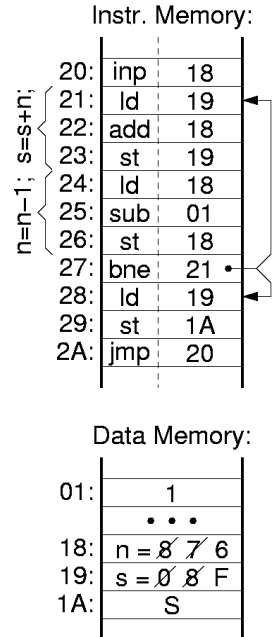 Instr. Memory:
20: inp 18
21: ld 19
22: add 18
23: st 19
24: ld 18
25: sub 01
26: st 18
27: bne 21
28: ld 19
29: st 1A
2A: jmp 20
s=s+n;
n=n−1;
Data Memory:
01: 1
• • •
18: n = 8 7 6
19: s = 0 8 F
1A: S